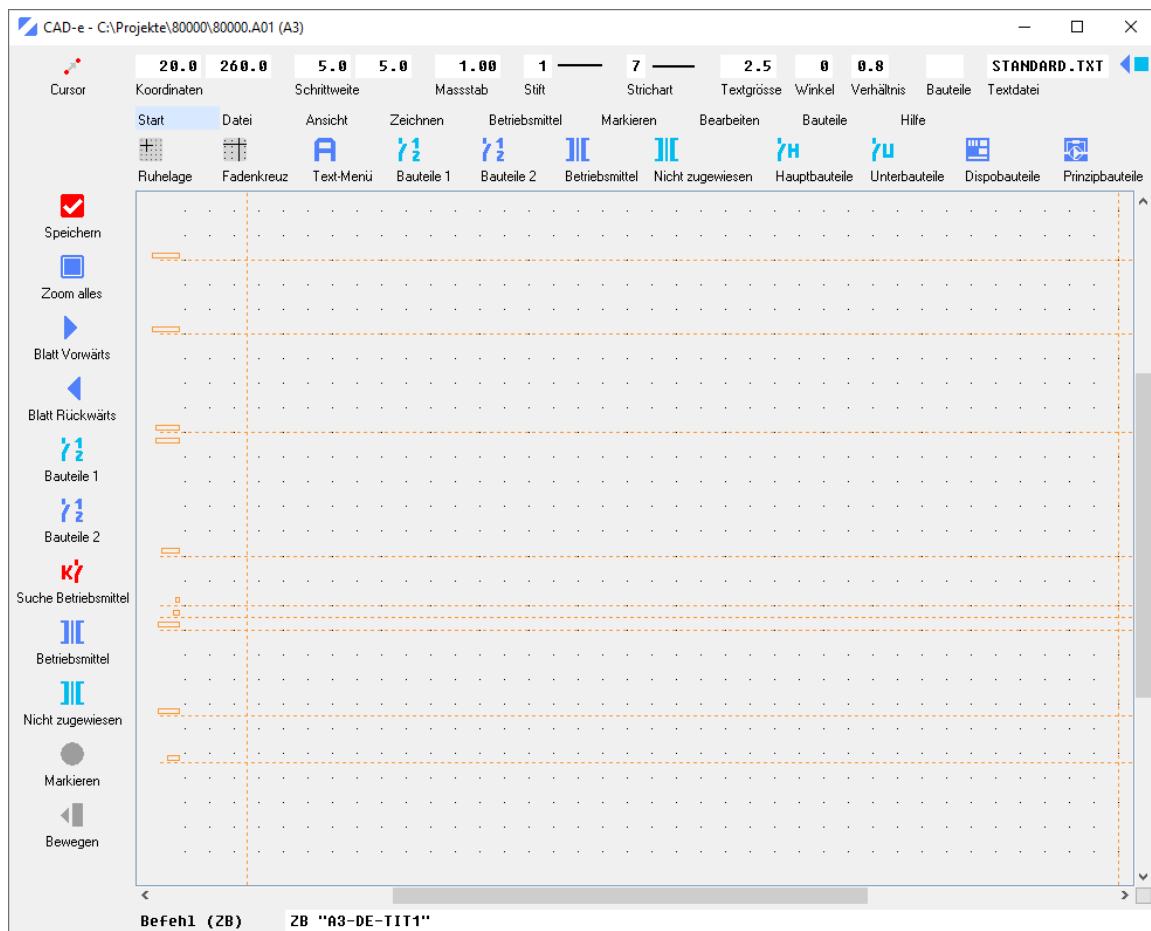 CAD-e - C:\Projekte\80000\80000.A01 (A3)
20.0 260.0 5.0 5.0 1.00 1 7 2.5 0 0.8 STANDARD.TXT
Cursor Koordinaten Schrittweite Massstab Stift Strichart Textgrösse Winkel Verhältnis Bauteile Textdatei
Start Datei Ansicht Zeichnen Betriebsmittel Markieren Bearbeiten Bauteile Hilfe
Ruhelage Fadenkreuz Text-Menü Bauteile 1 Bauteile 2 Betriebsmittel Nicht zugewiesen Hauptbauteile Unterbauteile Dispobauteile Prinzipbauteile
Speichern
Zoom alles
Blatt Vorwärts
Blatt Rückwärts
Bauteile 1
Bauteile 2
Suche Betriebsmittel
Betriebsmittel
Nicht zugewiesen
Markieren
Bewegen
Befehl (ZB) ZB "A3-DE-TIT1"